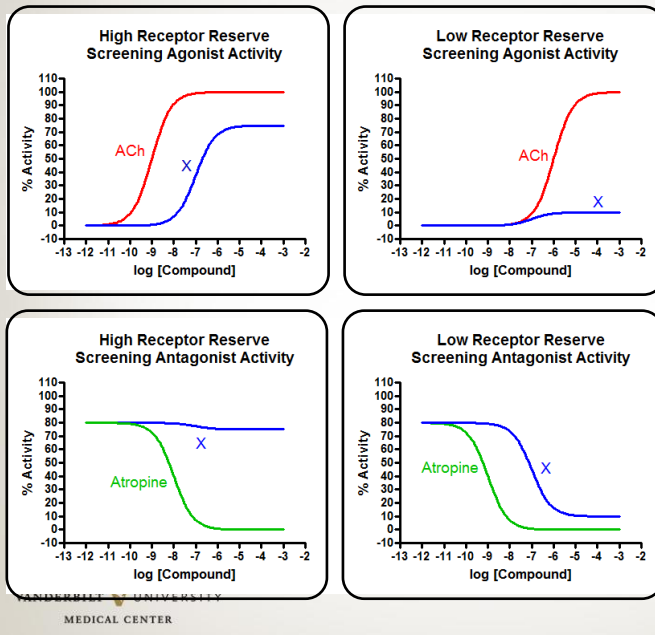 High Receptor Reserve
Screening Agonist Activity
% Activity
110
100
90
80
70
60
50
40
30
20
10
0
-10
ACh
X
-13 -12 -11 -10 -9 -8 -7 -6 -5 -4 -3 -2
log [Compound]
Low Receptor Reserve
Screening Agonist Activity
% Activity
110
100
90
80
70
60
50
40
30
20
10
0
-10
ACh
X
-13 -12 -11 -10 -9 -8 -7 -6 -5 -4 -3 -2
log [Compound]
High Receptor Reserve
Screening Antagonist Activity
% Activity
110
100
90
80
70
60
50
40
30
20
10
0
-10
X
Atropine
-13 -12 -11 -10 -9 -8 -7 -6 -5 -4 -3 -2
log [Compound]
Low Receptor Reserve
Screening Antagonist Activity
% Activity
110
100
90
80
70
60
50
40
30
20
10
0
-10
Atropine
X
-13 -12 -11 -10 -9 -8 -7 -6 -5 -4 -3 -2
log [Compound]
VANDERBILT UNIVERSITY
MEDICAL CENTER